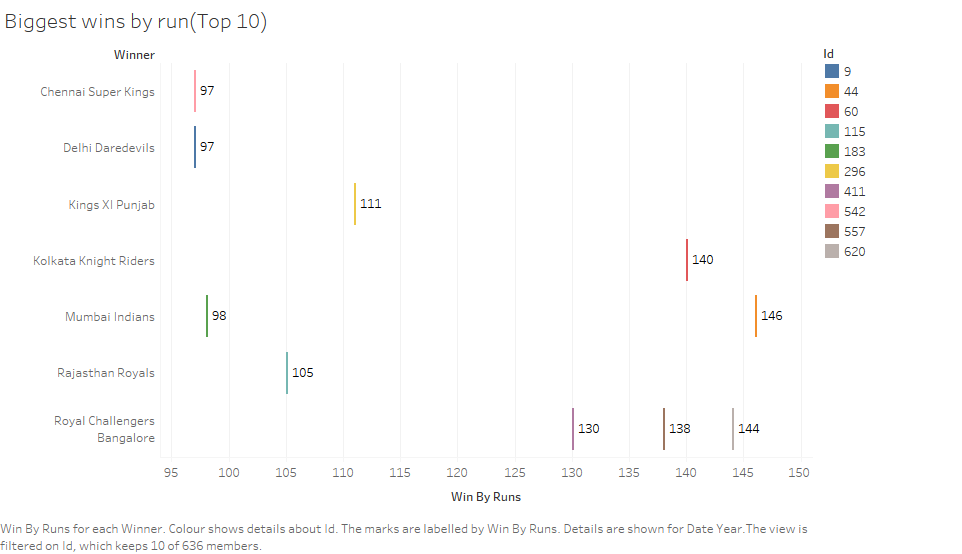 Biggest wins by run(Top 10)
Winner
Id
Chennai Super Kings
97
Delhi Daredevils
97
Kings XI Punjab
111
Kolkata Knight Riders
140
Mumbai Indians
98
146
Rajasthan Royals
105
Royal Challengers
Bangalore
130
138
144
9
44
60
115
183
296
411
542
557
620
95 100 105 110 115 120 125 130 135 140 145 150
Win By Runs
Win By Runs for each Winner. Colour shows details about Id. The marks are labelled by Win By Runs. Details are shown for Date Year.The view is
filtered on Id, which keeps 10 of 636 members.